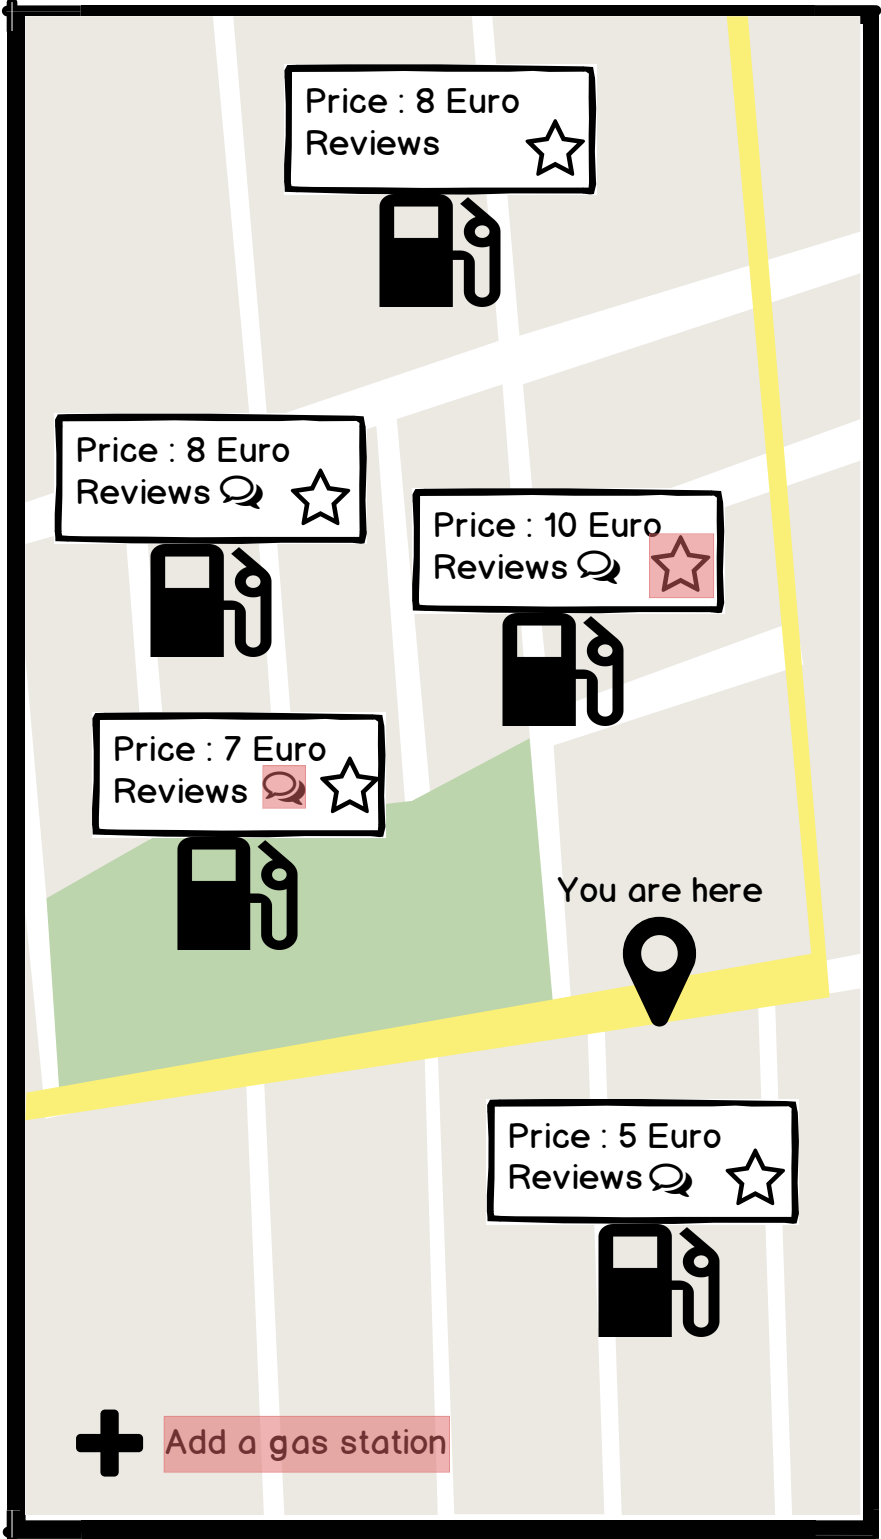 Price : 8 Euro
Reviews
Price : 8 Euro
Reviews
Price : 10 Euro
Reviews
Price : 7 Euro
Reviews
You are here
Price : 5 Euro
Reviews
Add a gas station